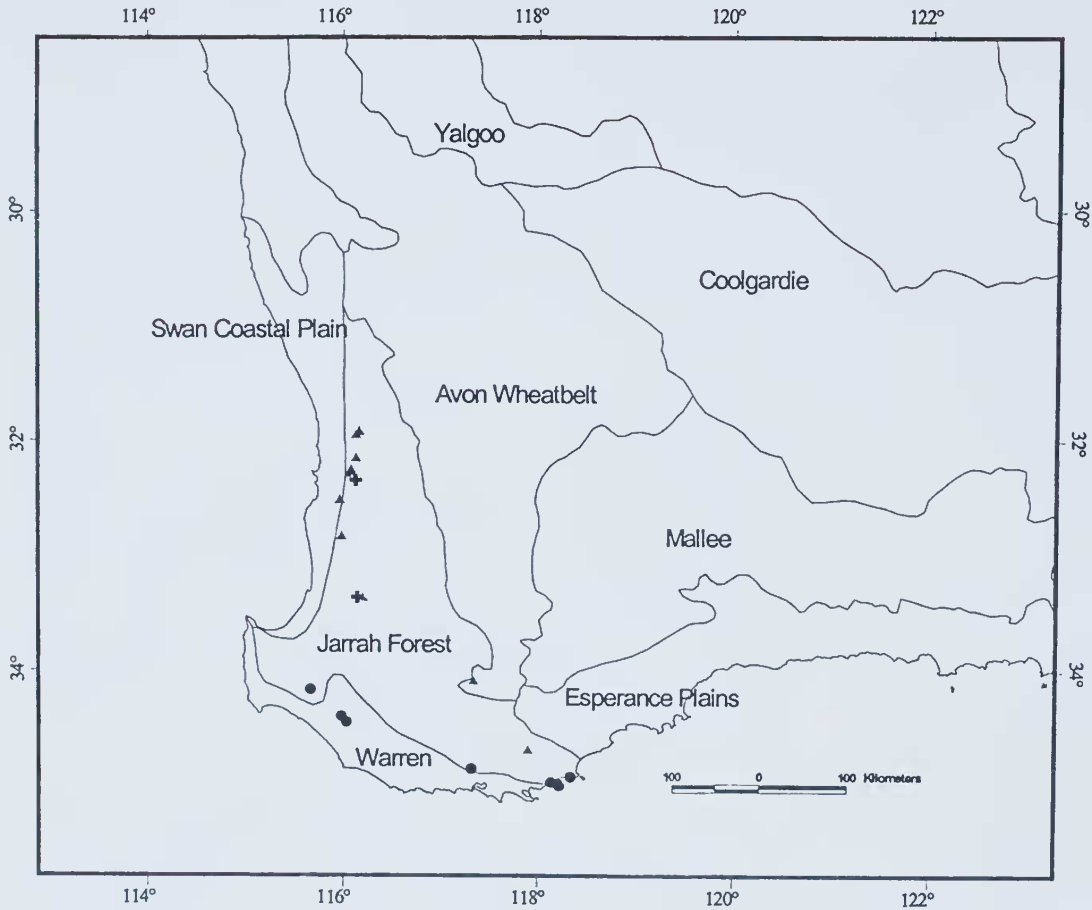 114° 116° 118° 120° 122°
Yalgoo
30° 30°
Coolgardie
Swan Coastal Plain
Avon Wheatbelt
32° 32°
Mallee
Jarrah Forest
34° 34°
Esperance Plains
Warren
100 0 100 Kilometers
114° 116° 118° 120° 122°